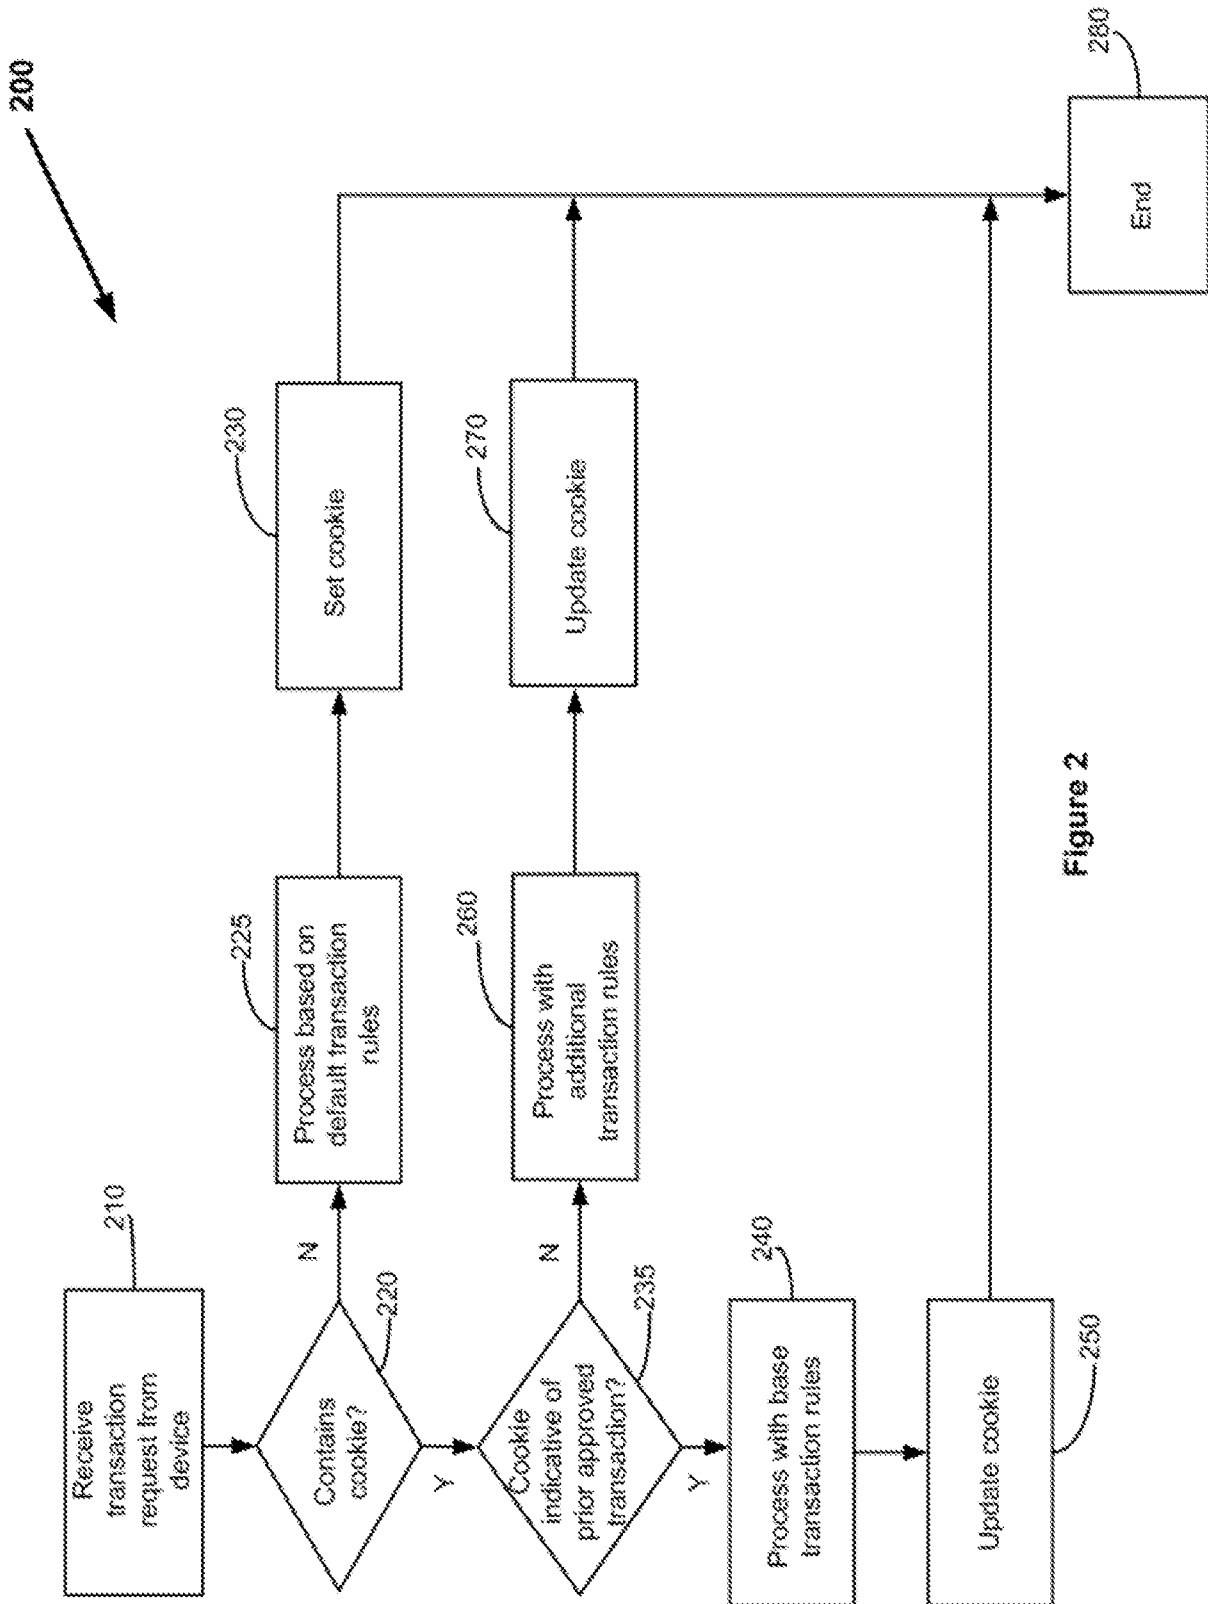 200
210
Receive
transaction
request from
device
Contains
cookie?
220
N
Y
225
Process based on
default transaction
rules
230
Set cookie
Cookie
indicative of
prior approved
transaction?
235
N
Y
260
Process with
additional
transaction rules
270
Update cookie
240
Process with base
transaction rules
Update cookie
250
280
End
Figure 2